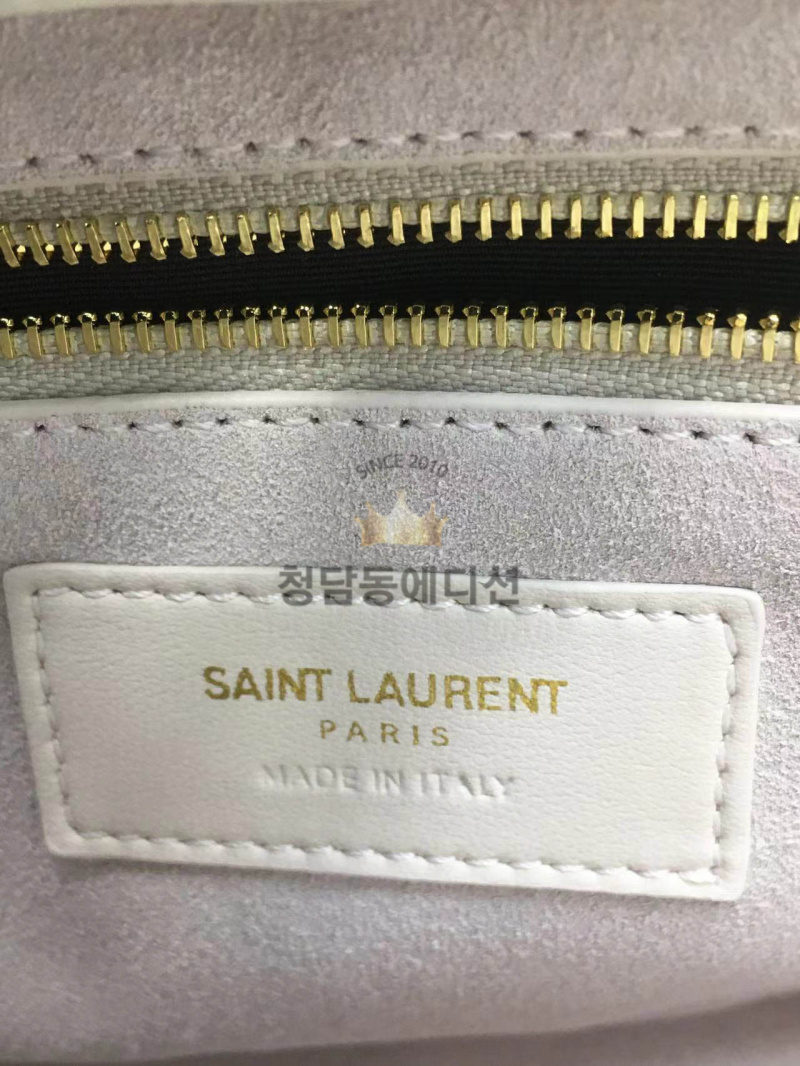 SINCE 2010
청담동에디션
SAINT LAURENT
PARIS
MADE IN ITALY